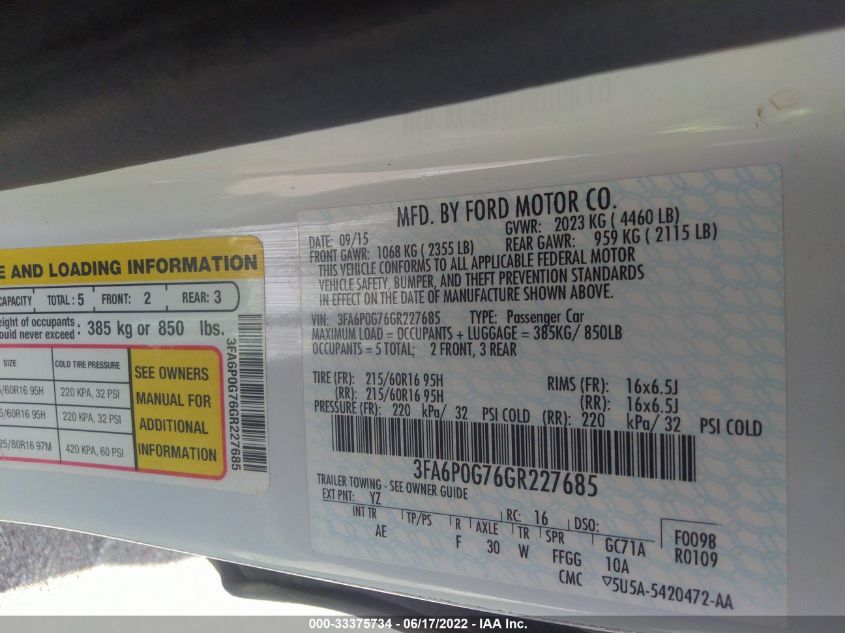 MFD. BY FORD MOTOR CO.
DATE: 09/15
GVWR: 2023 KG ( 4460 LB)
FRONT GAWR: 1068 KG ( 2355 LB)
REAR GAWR: 959 KG ( 2115 LB)
THIS VEHICLE CONFORMS TO ALL APPLICABLE FEDERAL MOTOR
VEHICLE SAFETY, BUMPER, AND THEFT PREVENTION STANDARDS
IN EFFECT ON THE DATE OF MANUFACTURE SHOWN ABOVE.
VIN: 3FA6P0G76GR227685 TYPE: Passenger Car
MAXIMUM LOAD = OCCUPANTS + LUGGAGE = 385KG/ 850LB
OCCUPANTS = 5 TOTAL; 2 FRONT, 3 REAR
TIRE (FR): 215/60R16 95H RIMS (FR): 16x6.5J
(RR): 215/60R16 95H (RR): 16x6.5J
PRESSURE (FR): 220 kPa/ 32 PSI COLD (RR): 220 kPa/ 32 PSI COLD
3FA6P0G76GR227685
TRAILER TOWING - SEE OWNER GUIDE
EXT PNT: YZ RC: 16 DSO: F0098
INT TR TP/PS R AXLE TR SPR GC71A R0109
AE F 30 W FFGG 10A
CMC 5U5A-5420472-AA
AND LOADING INFORMATION
TOTAL: 5 FRONT: 2 REAR: 3
of occupants
never exceed: 385 kg or 850 lbs.
SIZE COLD TIRE PRESSURE
/60R16 95H 220 KPA, 32 PSI
/60R16 95H 220 KPA, 32 PSI
/80R16 97M 420 KPA, 60 PSI
SEE OWNERS
MANUAL FOR
ADDITIONAL
INFORMATION
3FA6P0G76GR227685
000-33375734 - 06/17/2022 - IAA Inc.